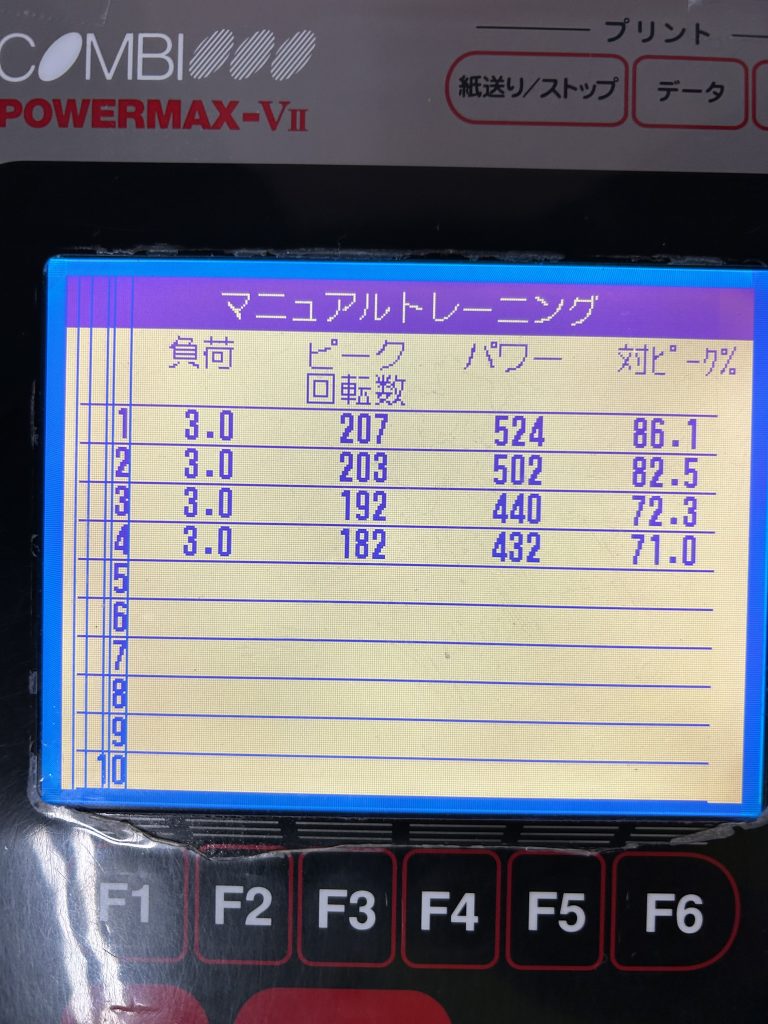 プリント
COMBI
POWERMAX-VII
紙送り/ストップ
データ
マニュアルトレーニング
負荷 ピーク回転数 パワー 対ピーク%
1 3.0 207 524 86.1
2 3.0 203 502 82.5
3 3.0 192 440 72.3
4 3.0 182 432 71.0
5
6
7
8
9
10
F1 F2 F3 F4 F5 F6